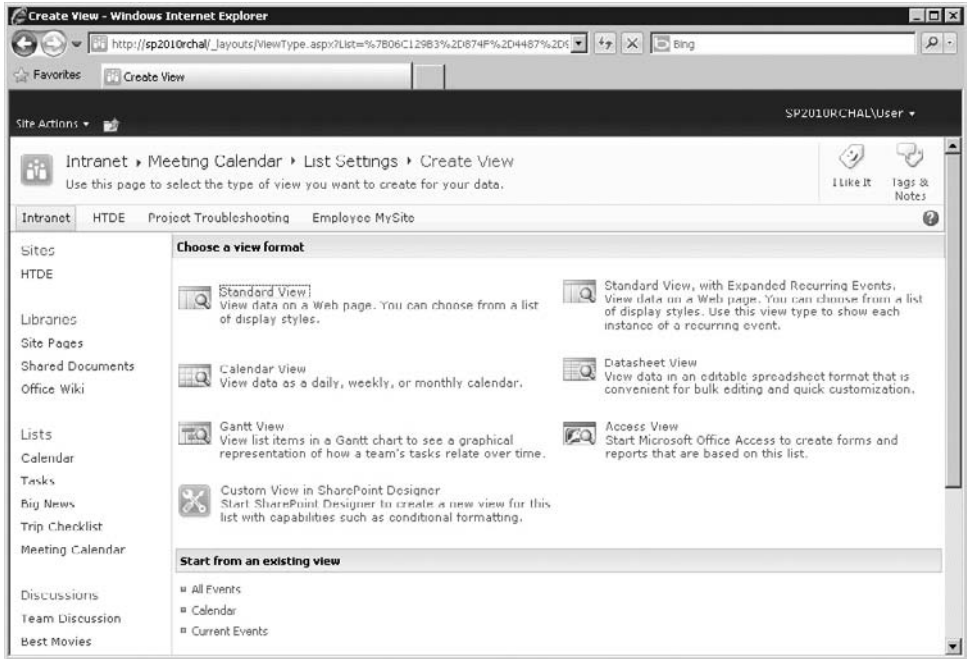 Create View - Windows Internet Explorer
http://sp2010rchal/_layouts/ViewType.aspx?List=%7B06C129B3%2D874F%2D4487%2D9
Bing
Favorites
Create View
Site Actions
SP2010RCHAL\User
Intranet ▸ Meeting Calendar ▸ List Settings ▸ Create View
Use this page to select the type of view you want to create for your data.
I Like It
Tags &
Notes
Intranet HTDE Project Troubleshooting Employee MySite
Sites
HTDE
Libraries
Site Pages
Shared Documents
Office Wiki
Lists
Calendar
Tasks
Big News
Trip Checklist
Meeting Calendar
Discussions
Team Discussion
Best Movies
Choose a view format
Standard View
View data on a Web page. You can choose from a list
of display styles.
Standard View, with Expanded Recurring Events.
View data on a Web page. You can choose from a list
of display styles. Use this view type to show each
instance of a recurring event.
Calendar View
View data as a daily, weekly, or monthly calendar.
Datasheet View
View data in an editable spreadsheet format that is
convenient for bulk editing and quick customization.
Gantt View
View list items in a Gantt chart to see a graphical
representation of how a team's tasks relate over time.
Access View
Start Microsoft Office Access to create forms and
reports that are based on this list.
Custom View in SharePoint Designer
Start SharePoint Designer to create a new view for this
list with capabilities such as conditional formatting.
Start from an existing view
All Events
Calendar
Current Events